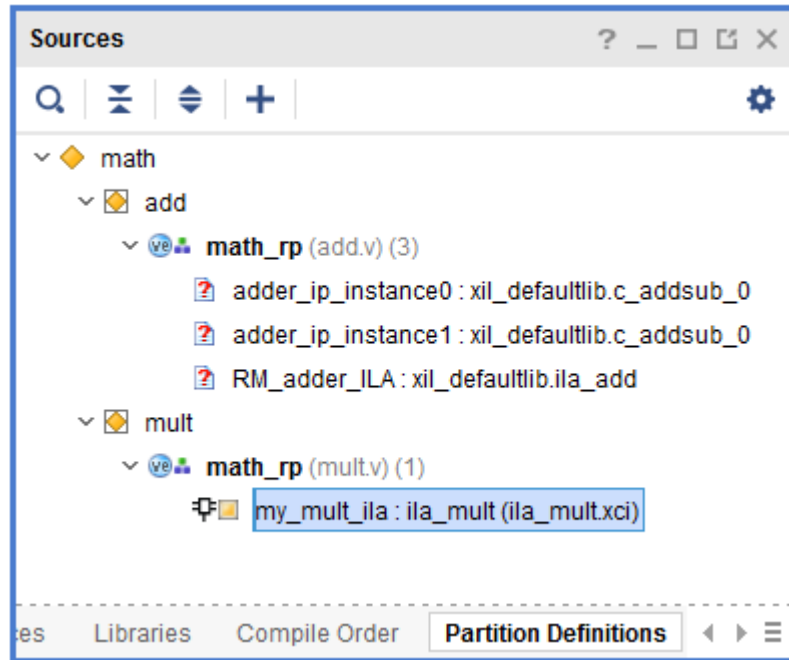 Sources
math
add
math_rp (add.v) (3)
adder_ip_instance0 : xil_defaultlib.c_addsub_0
adder_ip_instance1 : xil_defaultlib.c_addsub_0
RM_adder_ILA : xil_defaultlib.ila_add
mult
math_rp (mult.v) (1)
my_mult_ila : ila_mult (ila_mult.xci)
es Libraries Compile Order Partition Definitions